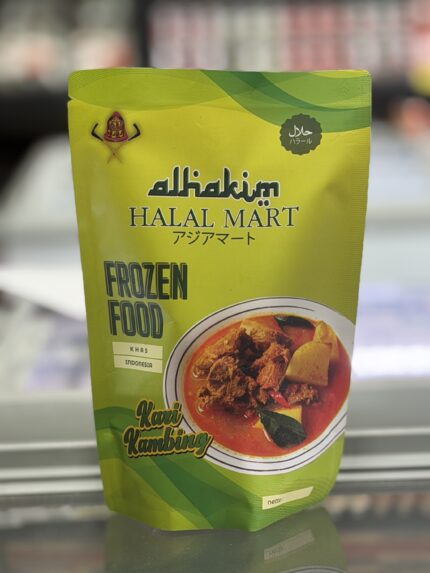 حلال
ハラール
alhakim
HALAL MART
アジアマート
FROZEN
FOOD
KHAS
INDONESIA
Kari
Kambing